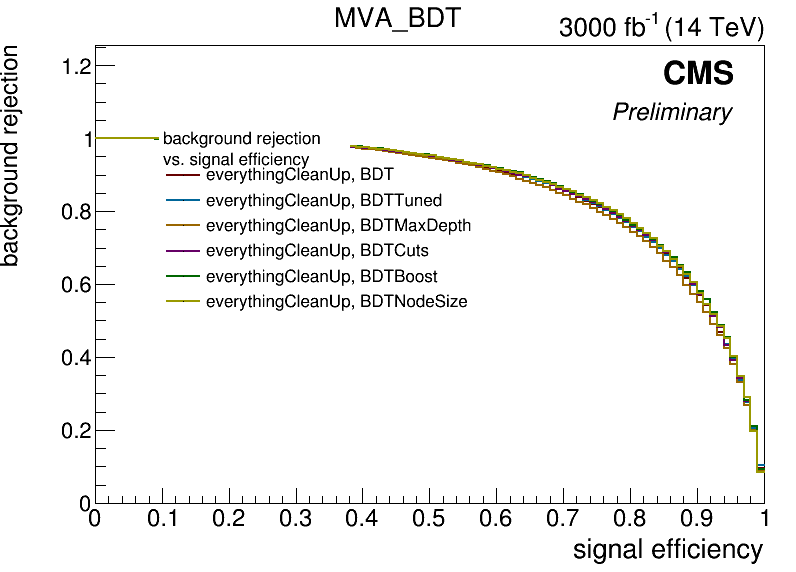 MVA_BDT
3000 fb-1 (14 TeV)
CMS
Preliminary
background rejection
1.2
1
0.8
0.6
0.4
0.2
0
background rejection
vs. signal efficiency
everythingCleanUp, BDT
everythingCleanUp, BDTTuned
everythingCleanUp, BDTMaxDepth
everythingCleanUp, BDTCuts
everythingCleanUp, BDTBoost
everythingCleanUp, BDTNodeSize
0 0.1 0.2 0.3 0.4 0.5 0.6 0.7 0.8 0.9 1
signal efficiency